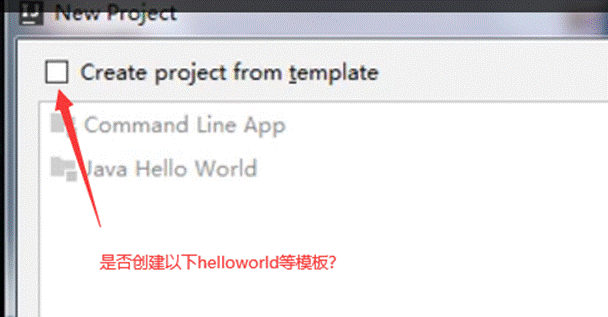 New Project
Create project from template
Command Line App
Java Hello World
是否创建以下helloworld等模板?